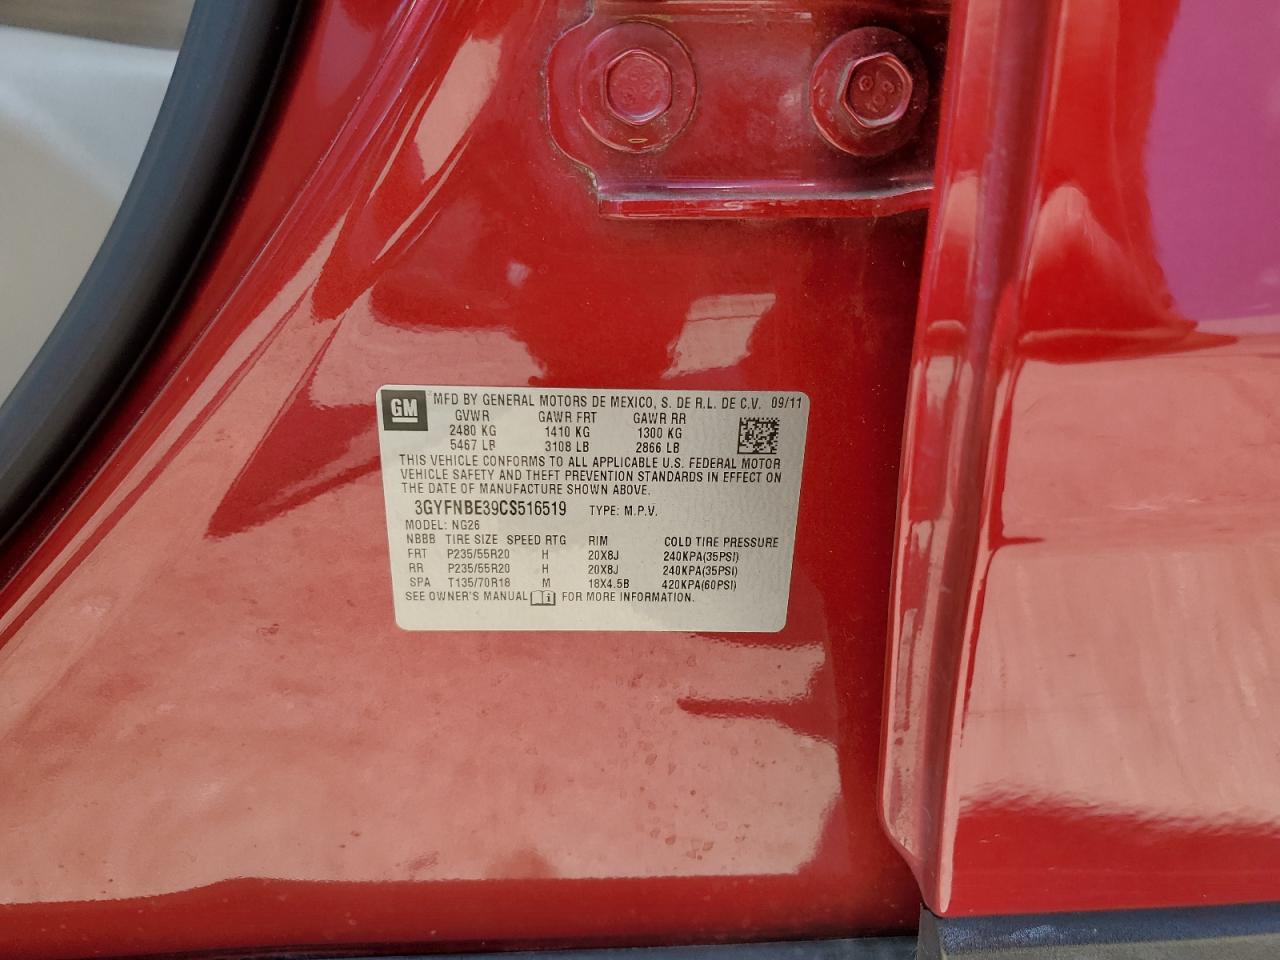 GM MFD BY GENERAL MOTORS DE MEXICO, S. DE R.L. DE C.V. 09/11
GVWR GAWR FRT GAWR RR
2480 KG 1410 KG 1300 KG
5467 LB 3108 LB 2866 LB
THIS VEHICLE CONFORMS TO ALL APPLICABLE U.S. FEDERAL MOTOR
VEHICLE SAFETY AND THEFT PREVENTION STANDARDS IN EFFECT ON
THE DATE OF MANUFACTURE SHOWN ABOVE.
3GYFNBE39CS516519 TYPE: M.P.V.
MODEL: NG26
NBBB TIRE SIZE SPEED RTG RIM COLD TIRE PRESSURE
FRT P235/55R20 H 20X8J 240KPA(35PSI)
RR P235/55R20 H 20X8J 240KPA(35PSI)
SPA T135/70R18 M 18X4.5B 420KPA(60PSI)
SEE OWNER'S MANUAL FOR MORE INFORMATION.